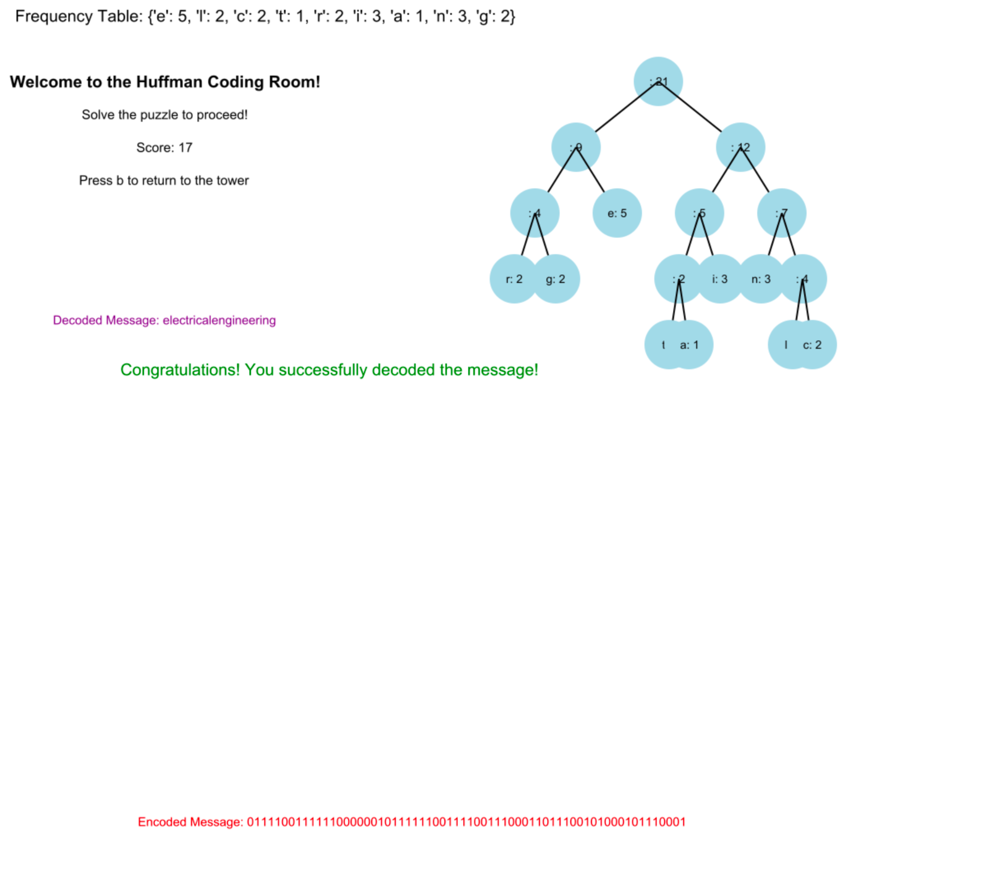 Frequency Table: {'e': 5, 'l': 2, 'c': 2, 't': 1, 'r': 2, 'i': 3, 'a': 1, 'n': 3, 'g': 2}
: 21
Welcome to the Huffman Coding Room!
Solve the puzzle to proceed!
: 9
: 12
Score: 17
Press b to return to the tower
: 4
e: 5
: 5
: 7
r: 2
g: 2
: 2
i: 3
n: 3
: 4
Decoded Message: electricalengineering
t
a: 1
l
c: 2
Congratulations! You successfully decoded the message!
Encoded Message: 0111100111111000000101111110011110011100011011100101000101110001